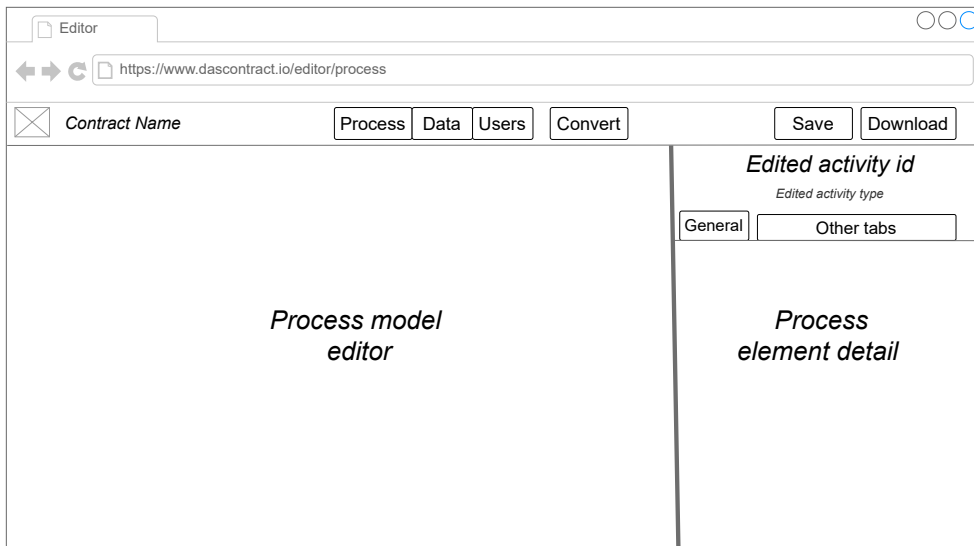 Editor
https://www.dascontract.io/editor/process
Contract Name
Process Data Users Convert
Save Download
Edited activity id
Edited activity type
General Other tabs
Process model
editor
Process
element detail